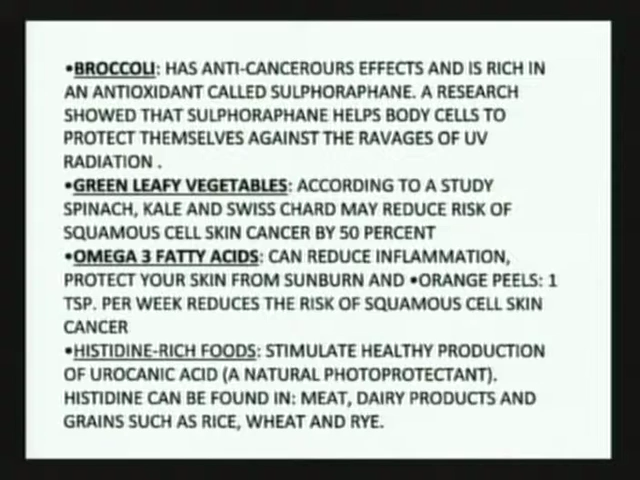 •BROCCOLI: HAS ANTI-CANCEROURS EFFECTS AND IS RICH IN
AN ANTIOXIDANT CALLED SULPHORAPHANE. A RESEARCH
SHOWED THAT SULPHORAPHANE HELPS BODY CELLS TO
PROTECT THEMSELVES AGAINST THE RAVAGES OF UV
RADIATION .
•GREEN LEAFY VEGETABLES: ACCORDING TO A STUDY
SPINACH, KALE AND SWISS CHARD MAY REDUCE RISK OF
SQUAMOUS CELL SKIN CANCER BY 50 PERCENT
•OMEGA 3 FATTY ACIDS: CAN REDUCE INFLAMMATION,
PROTECT YOUR SKIN FROM SUNBURN AND •ORANGE PEELS: 1
TSP. PER WEEK REDUCES THE RISK OF SQUAMOUS CELL SKIN
CANCER
•HISTIDINE-RICH FOODS: STIMULATE HEALTHY PRODUCTION
OF UROCANIC ACID (A NATURAL PHOTOPROTECTANT).
HISTIDINE CAN BE FOUND IN: MEAT, DAIRY PRODUCTS AND
GRAINS SUCH AS RICE, WHEAT AND RYE.